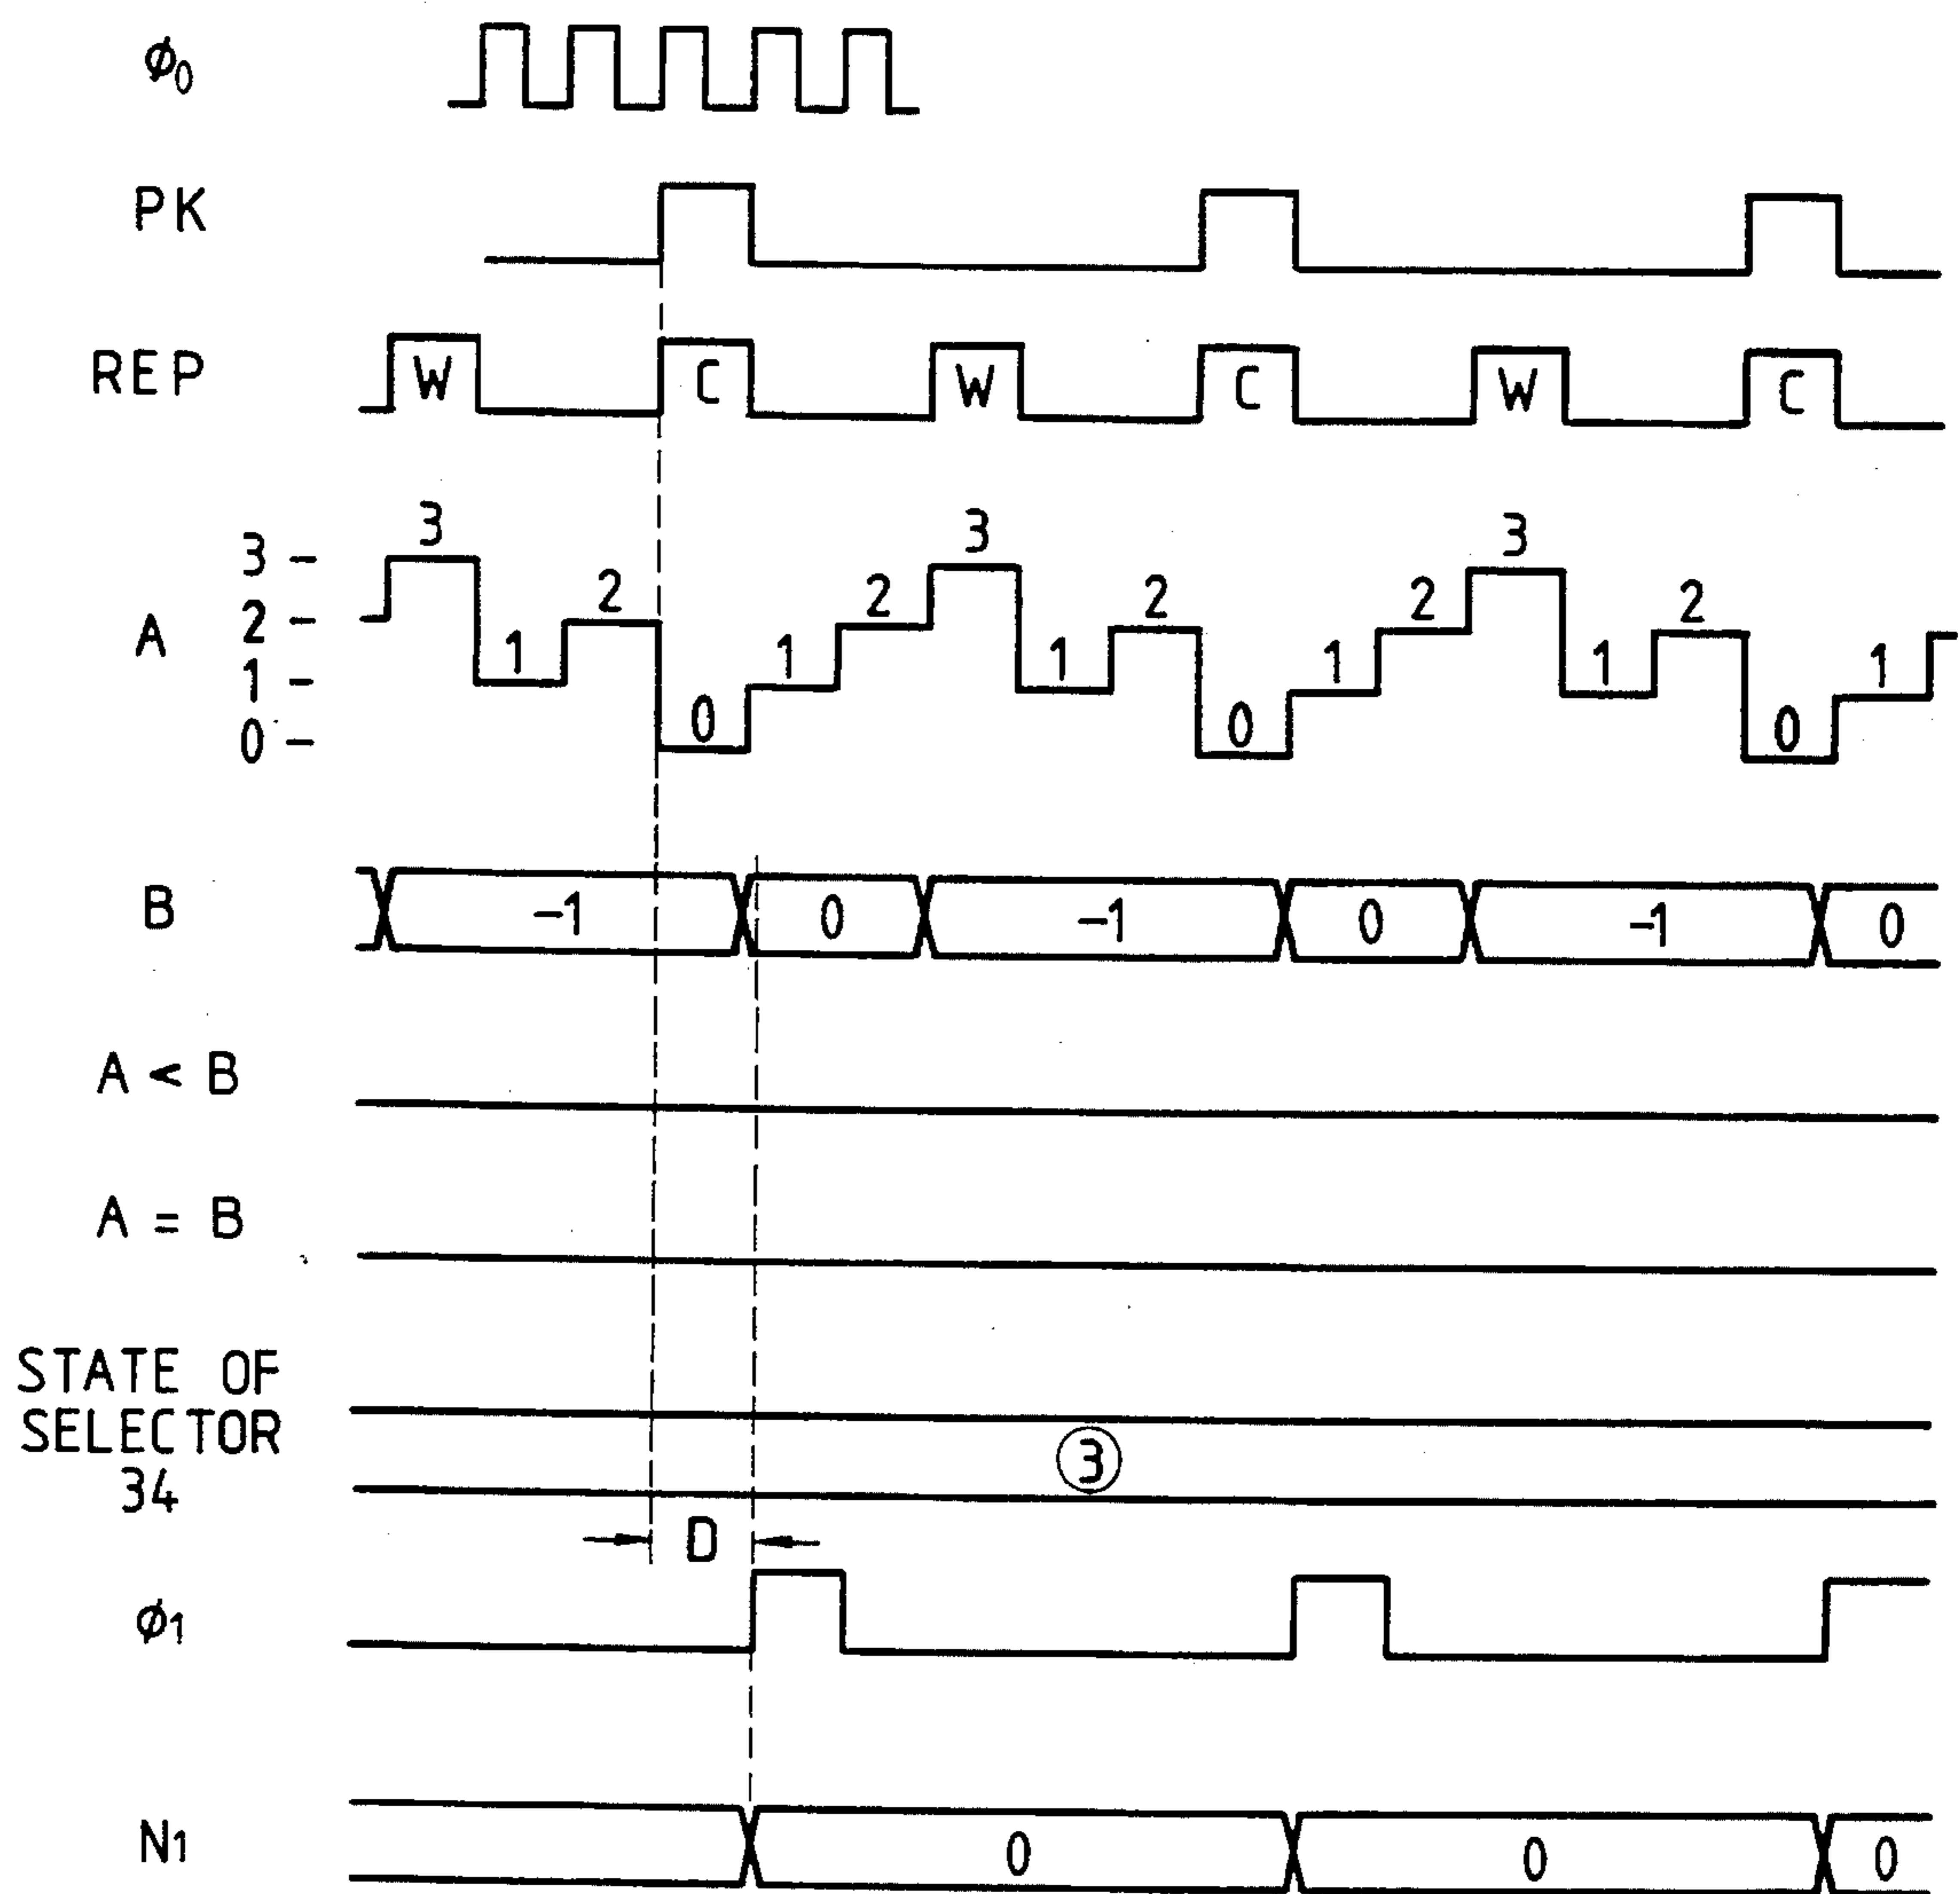 ϕ0
PK
REP W C W C W C
3 3 3
3 –
2 2 2 2 2
A 2 –
1 1 1 1 1 1
1 –
0 0 0
0 –
B –1 0 –1 0 –1 0
A < B
A = B
STATE OF
SELECTOR
34
③
D
ϕ1
N1 0 0 0